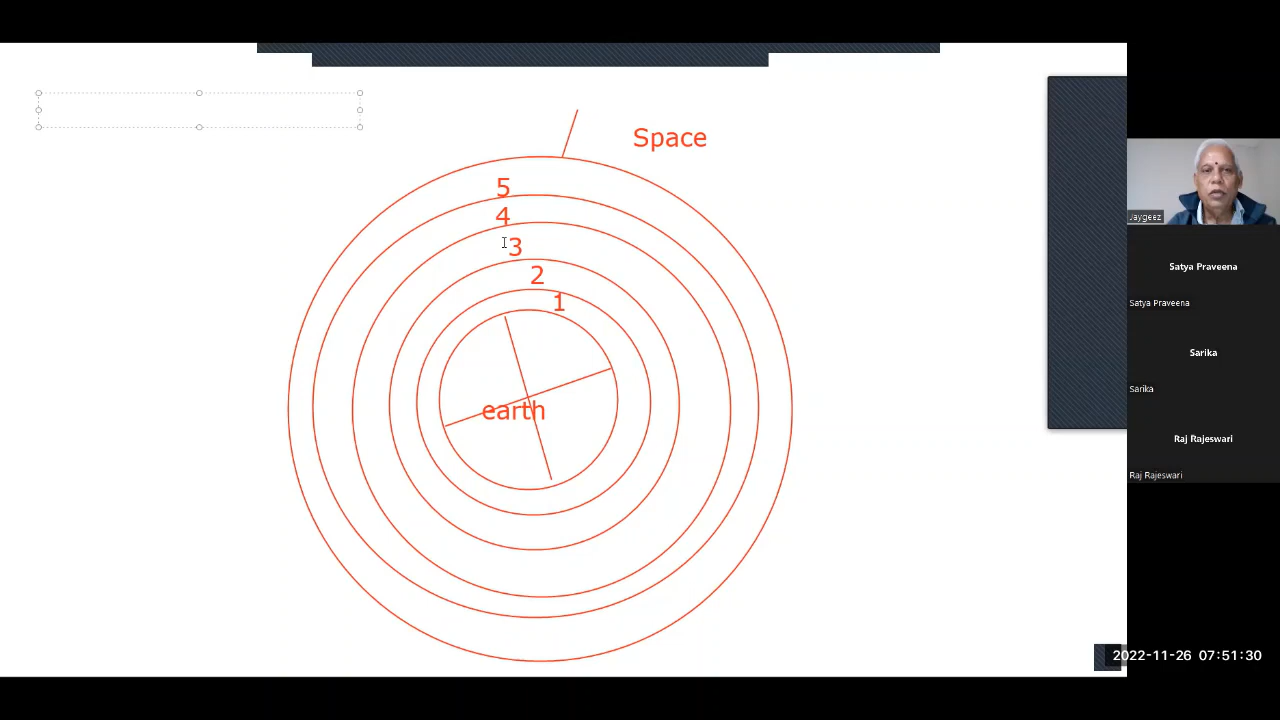 Space
5
4
3
2
1
earth
Jaygeez
Satya Praveena
Satya Praveena
Sarika
Sarika
Raj Rajeswari
Raj Rajeswari
2022-11-26 07:51:30